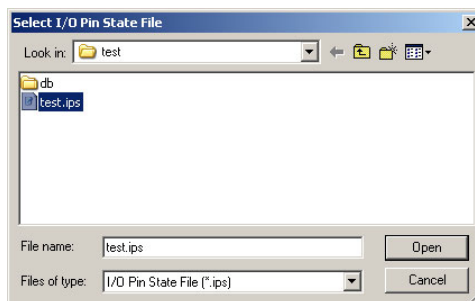 Select I/O Pin State File
Look in: test
db
test.ips
File name: test.ips Open
Files of type: I/O Pin State File (*.ips) Cancel